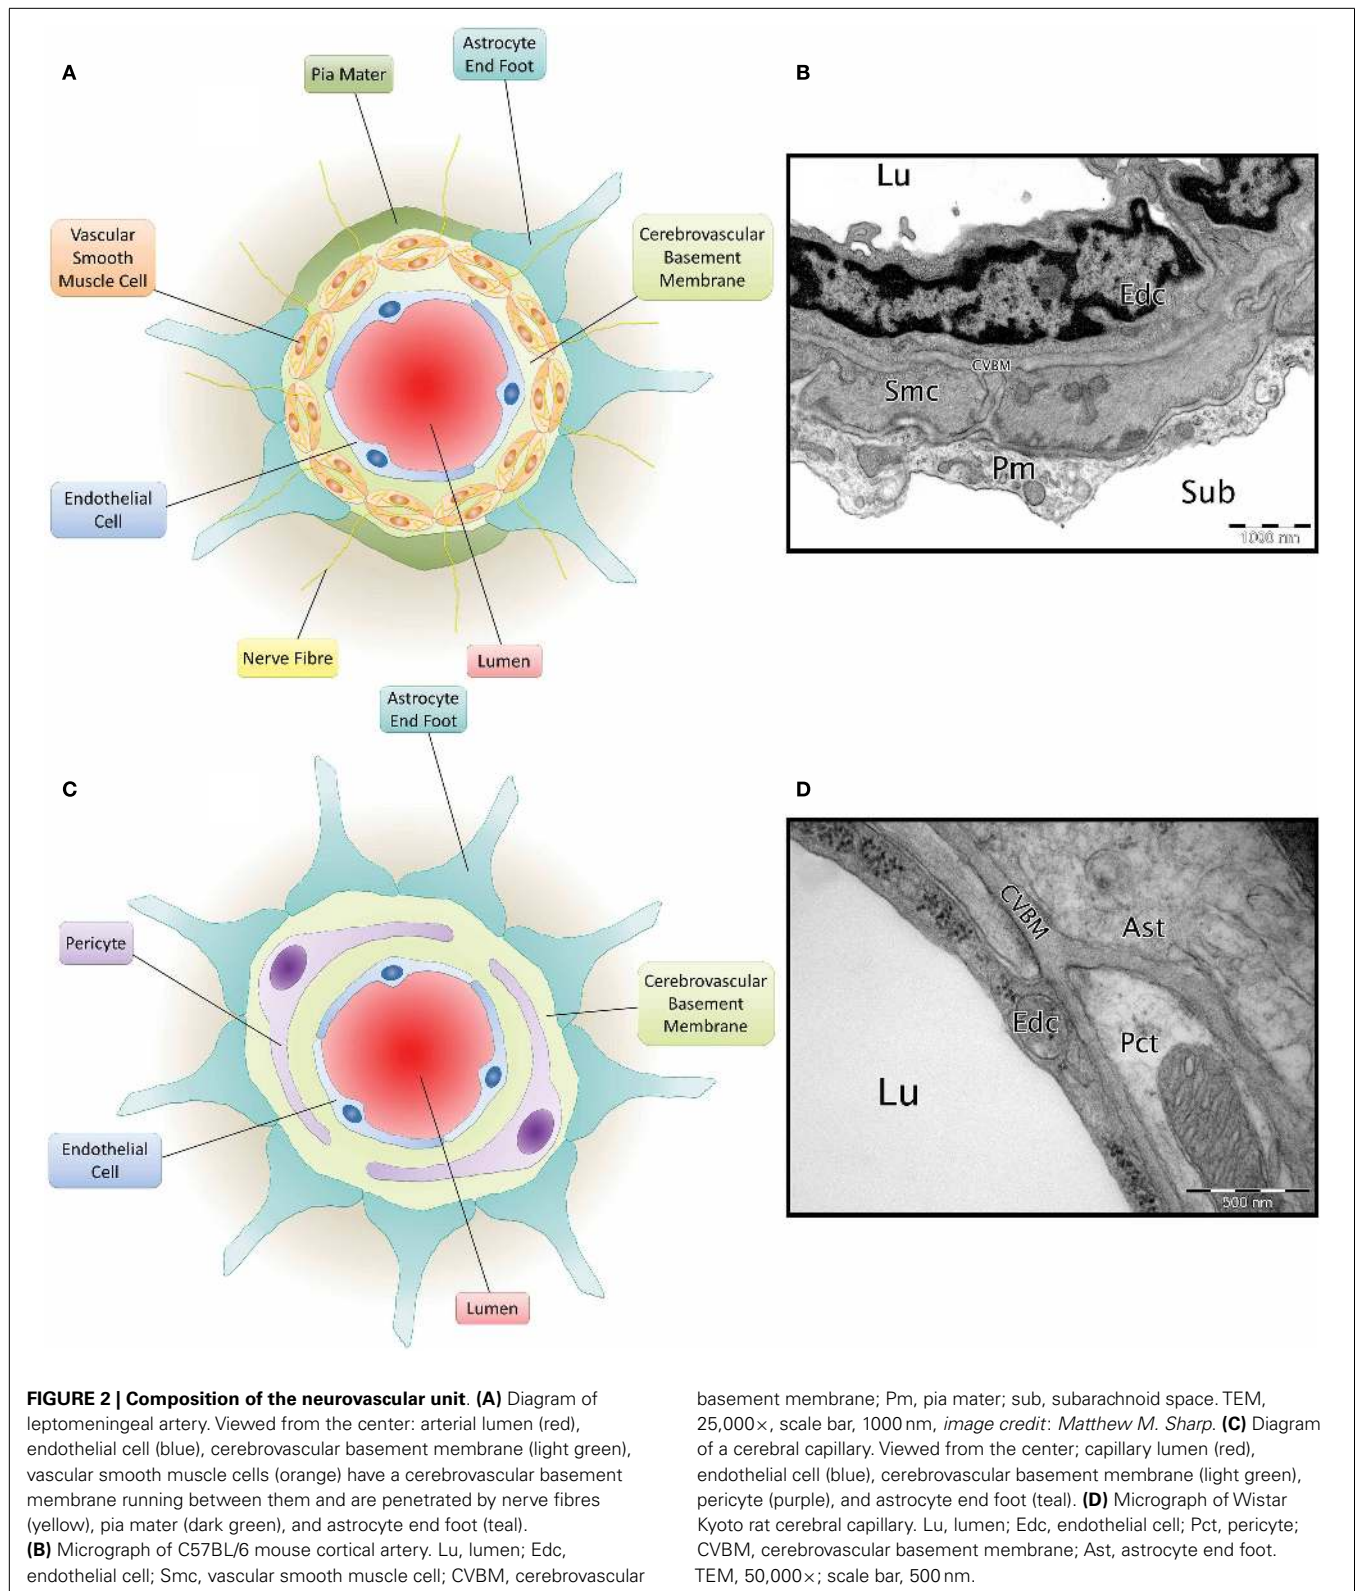 A
Pia Mater
Astrocyte
End Foot
Vascular
Smooth
Muscle Cell
Cerebrovascular
Basement
Membrane
Endothelial
Cell
Nerve Fibre
Lumen
B
Lu
Edc
CVBM
Smc
Pm
Sub
1000 nm
C
Astrocyte
End Foot
Pericyte
Cerebrovascular
Basement
Membrane
Endothelial
Cell
Lumen
D
CVBM
Ast
Edc
Pct
Lu
500 nm
FIGURE 2 | Composition of the neurovascular unit. (A) Diagram of
leptomeningeal artery. Viewed from the center: arterial lumen (red),
endothelial cell (blue), cerebrovascular basement membrane (light green),
vascular smooth muscle cells (orange) have a cerebrovascular basement
membrane running between them and are penetrated by nerve fibres
(yellow), pia mater (dark green), and astrocyte end foot (teal).
(B) Micrograph of C57BL/6 mouse cortical artery. Lu, lumen; Edc,
endothelial cell; Smc, vascular smooth muscle cell; CVBM, cerebrovascular
basement membrane; Pm, pia mater; sub, subarachnoid space. TEM,
25,000×, scale bar, 1000 nm, image credit: Matthew M. Sharp. (C) Diagram
of a cerebral capillary. Viewed from the center; capillary lumen (red),
endothelial cell (blue), cerebrovascular basement membrane (light green),
pericyte (purple), and astrocyte end foot (teal). (D) Micrograph of Wistar
Kyoto rat cerebral capillary. Lu, lumen; Edc, endothelial cell; Pct, pericyte;
CVBM, cerebrovascular basement membrane; Ast, astrocyte end foot.
TEM, 50,000×; scale bar, 500 nm.